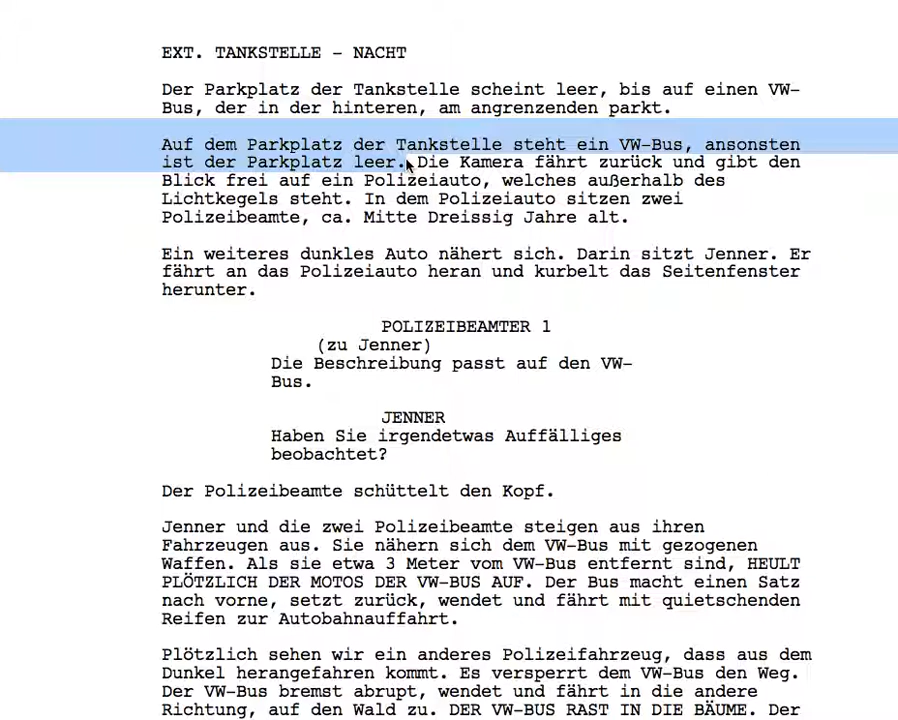 EXT. TANKSTELLE – NACHT
Der Parkplatz der Tankstelle scheint leer, bis auf einen VW-
Bus, der in der hinteren, am angrenzenden parkt.
Auf dem Parkplatz der Tankstelle steht ein VW-Bus, ansonsten
ist der Parkplatz leer. Die Kamera fährt zurück und gibt den
Blick frei auf ein Polizeiauto, welches außerhalb des
Lichtkegels steht. In dem Polizeiauto sitzen zwei
Polizeibeamte, ca. Mitte Dreissig Jahre alt.
Ein weiteres dunkles Auto nähert sich. Darin sitzt Jenner. Er
fährt an das Polizeiauto heran und kurbelt das Seitenfenster
herunter.
POLIZEIBEAMTER 1
(zu Jenner)
Die Beschreibung passt auf den VW-
Bus.
JENNER
Haben Sie irgendetwas Auffälliges
beobachtet?
Der Polizeibeamte schüttelt den Kopf.
Jenner und die zwei Polizeibeamte steigen aus ihren
Fahrzeugen aus. Sie nähern sich dem VW-Bus mit gezogenen
Waffen. Als sie etwa 3 Meter vom VW-Bus entfernt sind, HEULT
PLÖTZLICH DER MOTOS DER VW-BUS AUF. Der Bus macht einen Satz
nach vorne, setzt zurück, wendet und fährt mit quietschenden
Reifen zur Autobahnauffahrt.
Plötzlich sehen wir ein anderes Polizeifahrzeug, dass aus dem
Dunkel herangefahren kommt. Es versperrt dem VW-Bus den Weg.
Der VW-Bus bremst abrupt, wendet und fährt in die andere
Richtung, auf den Wald zu. DER VW-BUS RAST IN DIE BÄUME. Der